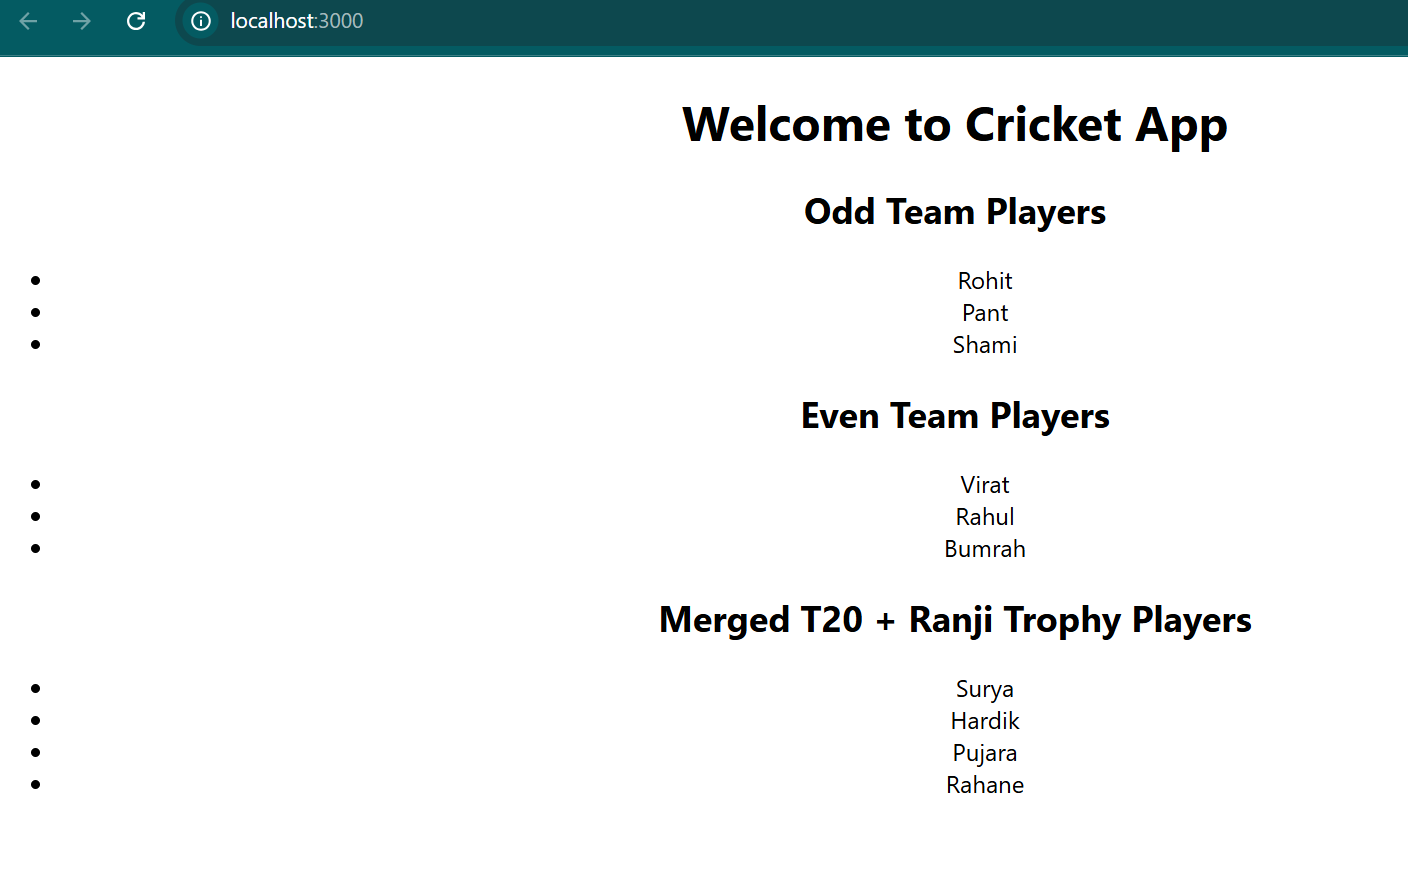 localhost:3000
Welcome to Cricket App
Odd Team Players
Rohit
Pant
Shami
Even Team Players
Virat
Rahul
Bumrah
Merged T20 + Ranji Trophy Players
Surya
Hardik
Pujara
Rahane